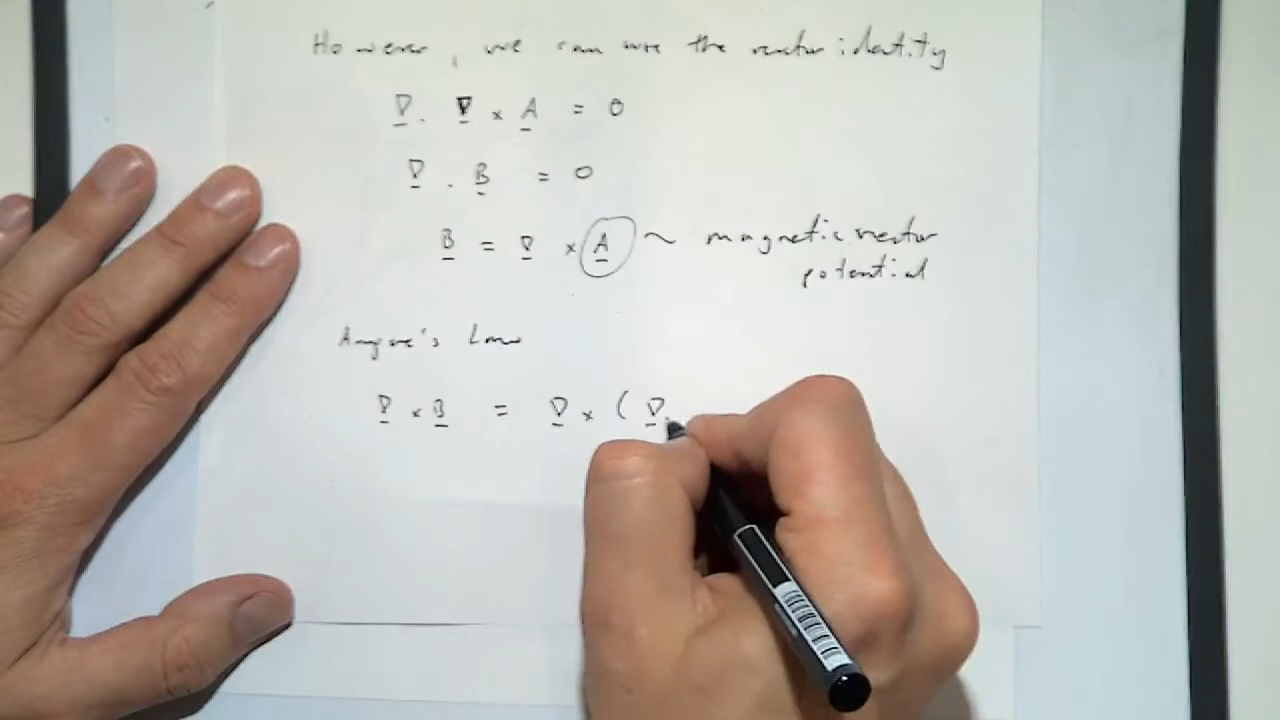 However, we can use the vector identity
∇ . ∇ × A = 0
∇ . B = 0
B = ∇ × A ~ magnetic vector
potential
Ampere's Law
∇ × B = ∇ × ( ∇